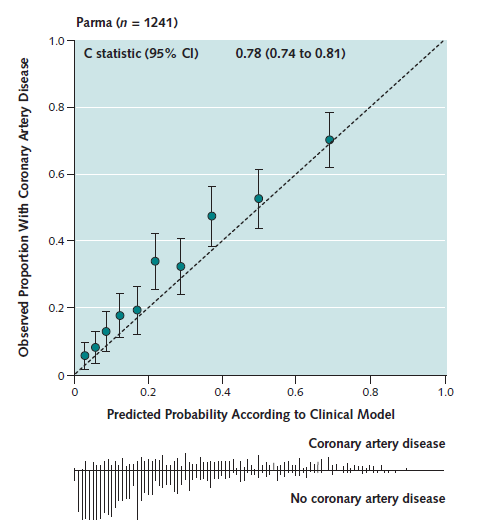 Parma (n = 1241)
C statistic (95% CI) 0.78 (0.74 to 0.81)
Observed Proportion With Coronary Artery Disease
1.0
0.8
0.6
0.4
0.2
0
0 0.2 0.4 0.6 0.8 1.0
Predicted Probability According to Clinical Model
Coronary artery disease
No coronary artery disease